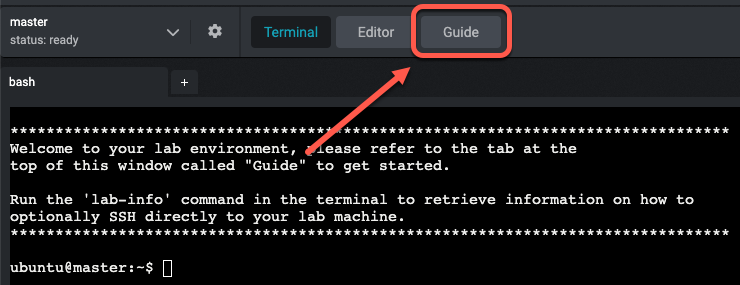 master
status: ready
Terminal
Editor
Guide
bash
+
********************************************************************************
Welcome to your lab environment, please refer to the tab at the
top of this window called "Guide" to get started.
Run the 'lab-info' command in the terminal to retrieve information on how to
optionally SSH directly to your lab machine.
********************************************************************************
ubuntu@master:~$